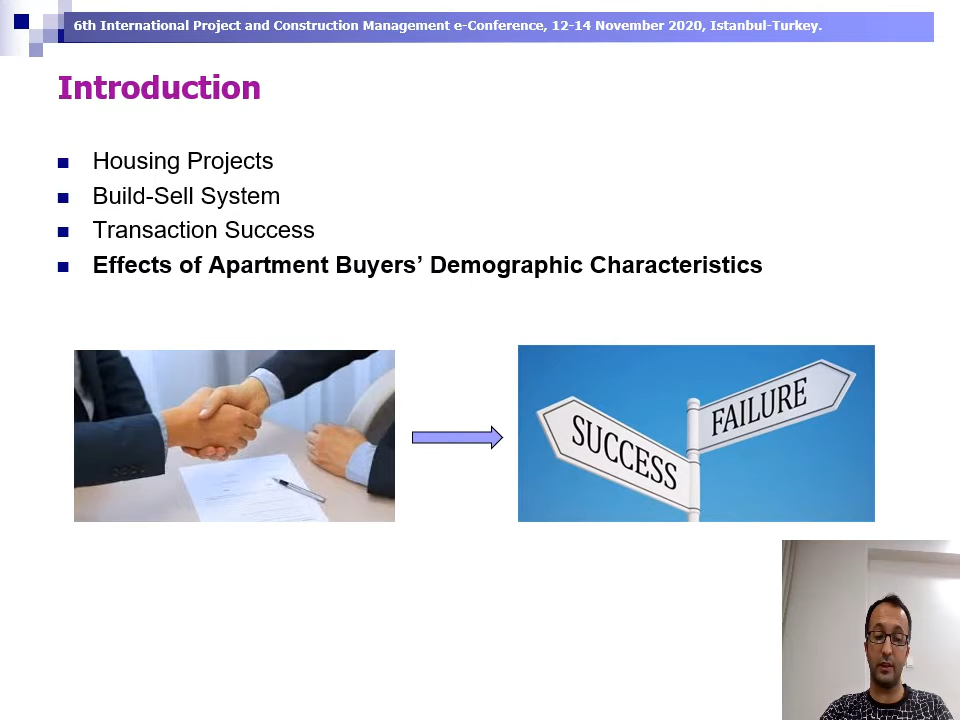 6th International Project and Construction Management e-Conference, 12-14 November 2020, Istanbul-Turkey.
Introduction
Housing Projects
Build-Sell System
Transaction Success
Effects of Apartment Buyers’ Demographic Characteristics
SUCCESS
FAILURE